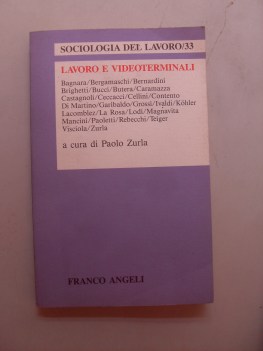 SOCIOLOGIA DEL LAVORO/33
LAVORO E VIDEOTERMINALI
Bagnara/Bergamaschi/Bernardini
Brighetti/Bucci/Butera/Caramazza
Castagnoli/Ceccacci/Cellini/Contento
Di Martino/Garibaldo/Grossi/Ivaldi/Köhler
Lacomblez/La Rosa/Lodi/Magnavita
Mancini/Paoletti/Rebecchi/Teiger
Visciola/Zurla
a cura di Paolo Zurla
FRANCO ANGELI